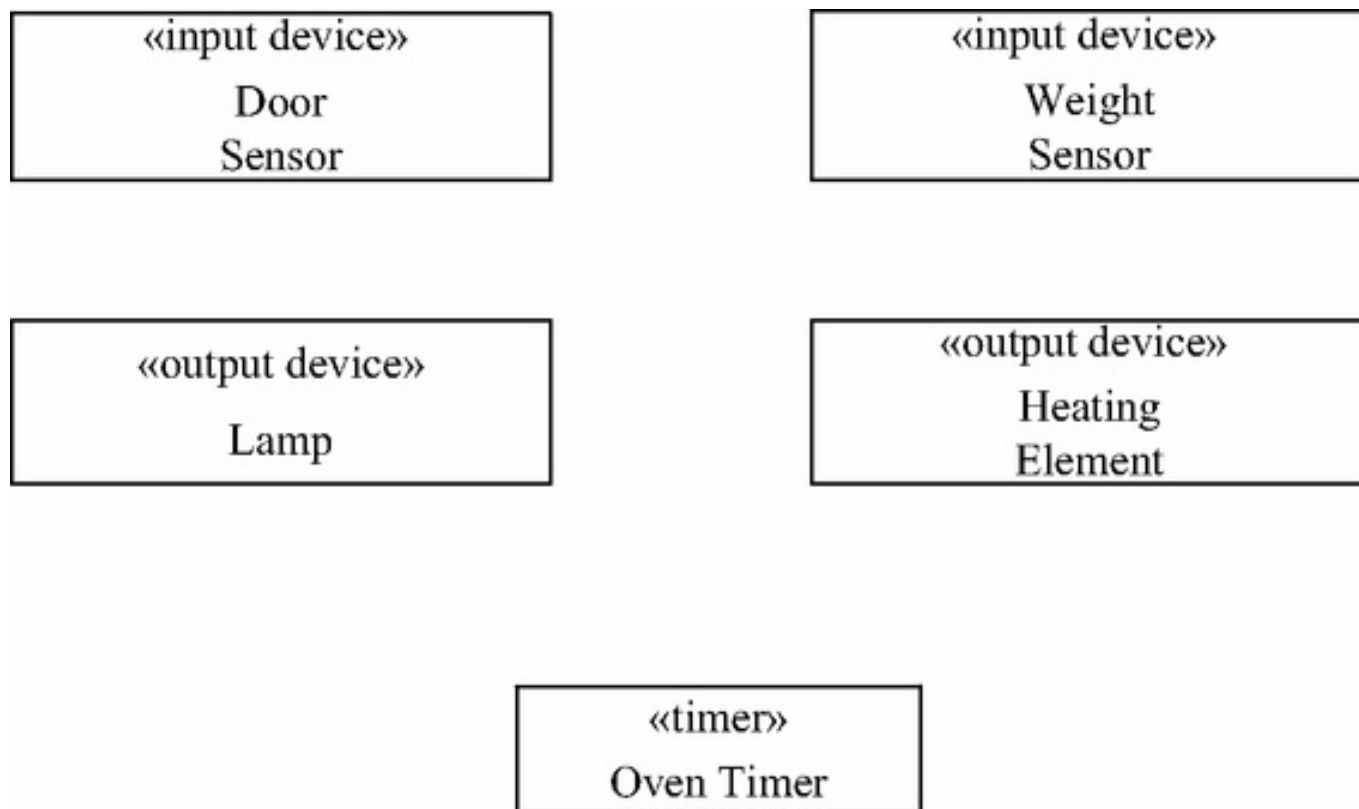 «input device»
Door
Sensor
«input device»
Weight
Sensor
«output device»
Lamp
«output device»
Heating
Element
«timer»
Oven Timer